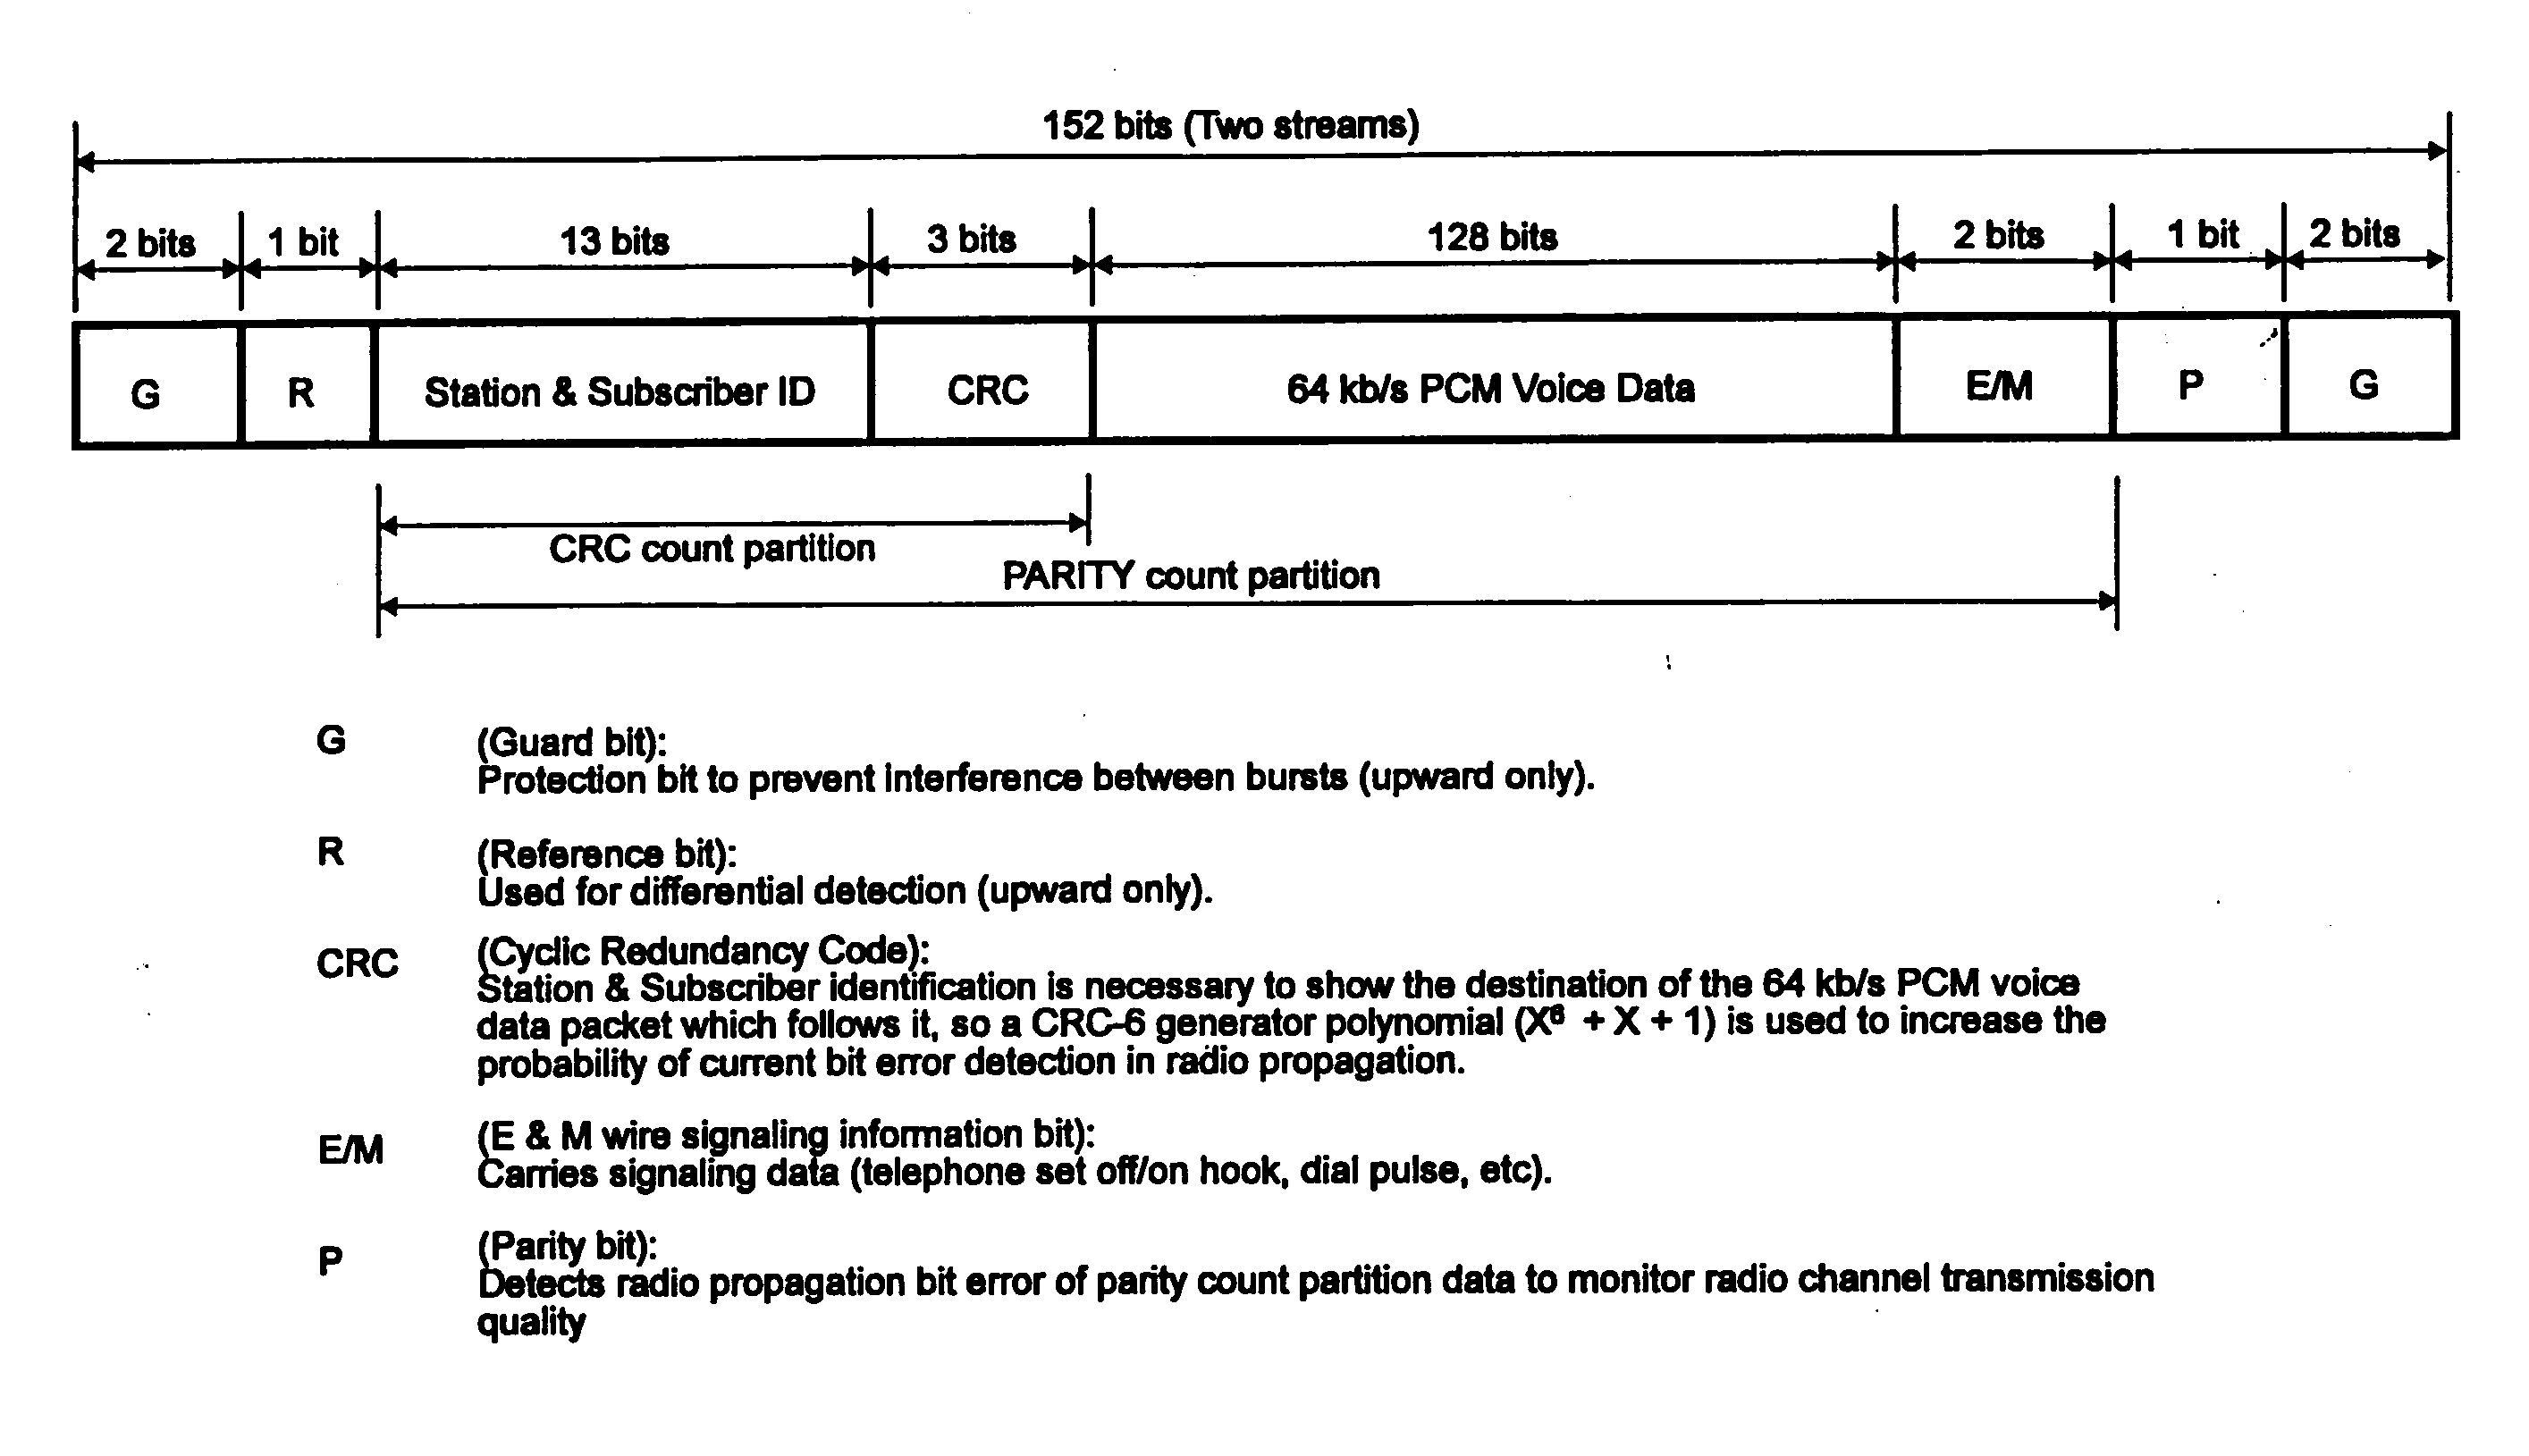 152 bits (Two streams)
2 bits 1 bit 13 bits 3 bits 128 bits 2 bits 1 bit 2 bits
G R Station & Subscriber ID CRC 64 kb/s PCM Voice Data E/M P G
CRC count partition
PARITY count partition
G (Guard bit):
Protection bit to prevent interference between bursts (upward only).
R (Reference bit):
Used for differential detection (upward only).
CRC (Cyclic Redundancy Code):
Station & Subscriber identification is necessary to show the destination of the 64 kb/s PCM voice
data packet which follows it, so a CRC-6 generator polynomial (X⁶ + X + 1) is used to increase the
probability of current bit error detection in radio propagation.
E/M (E & M wire signaling information bit):
Carries signaling data (telephone set off/on hook, dial pulse, etc).
P (Parity bit):
Detects radio propagation bit error of parity count partition data to monitor radio channel transmission
quality